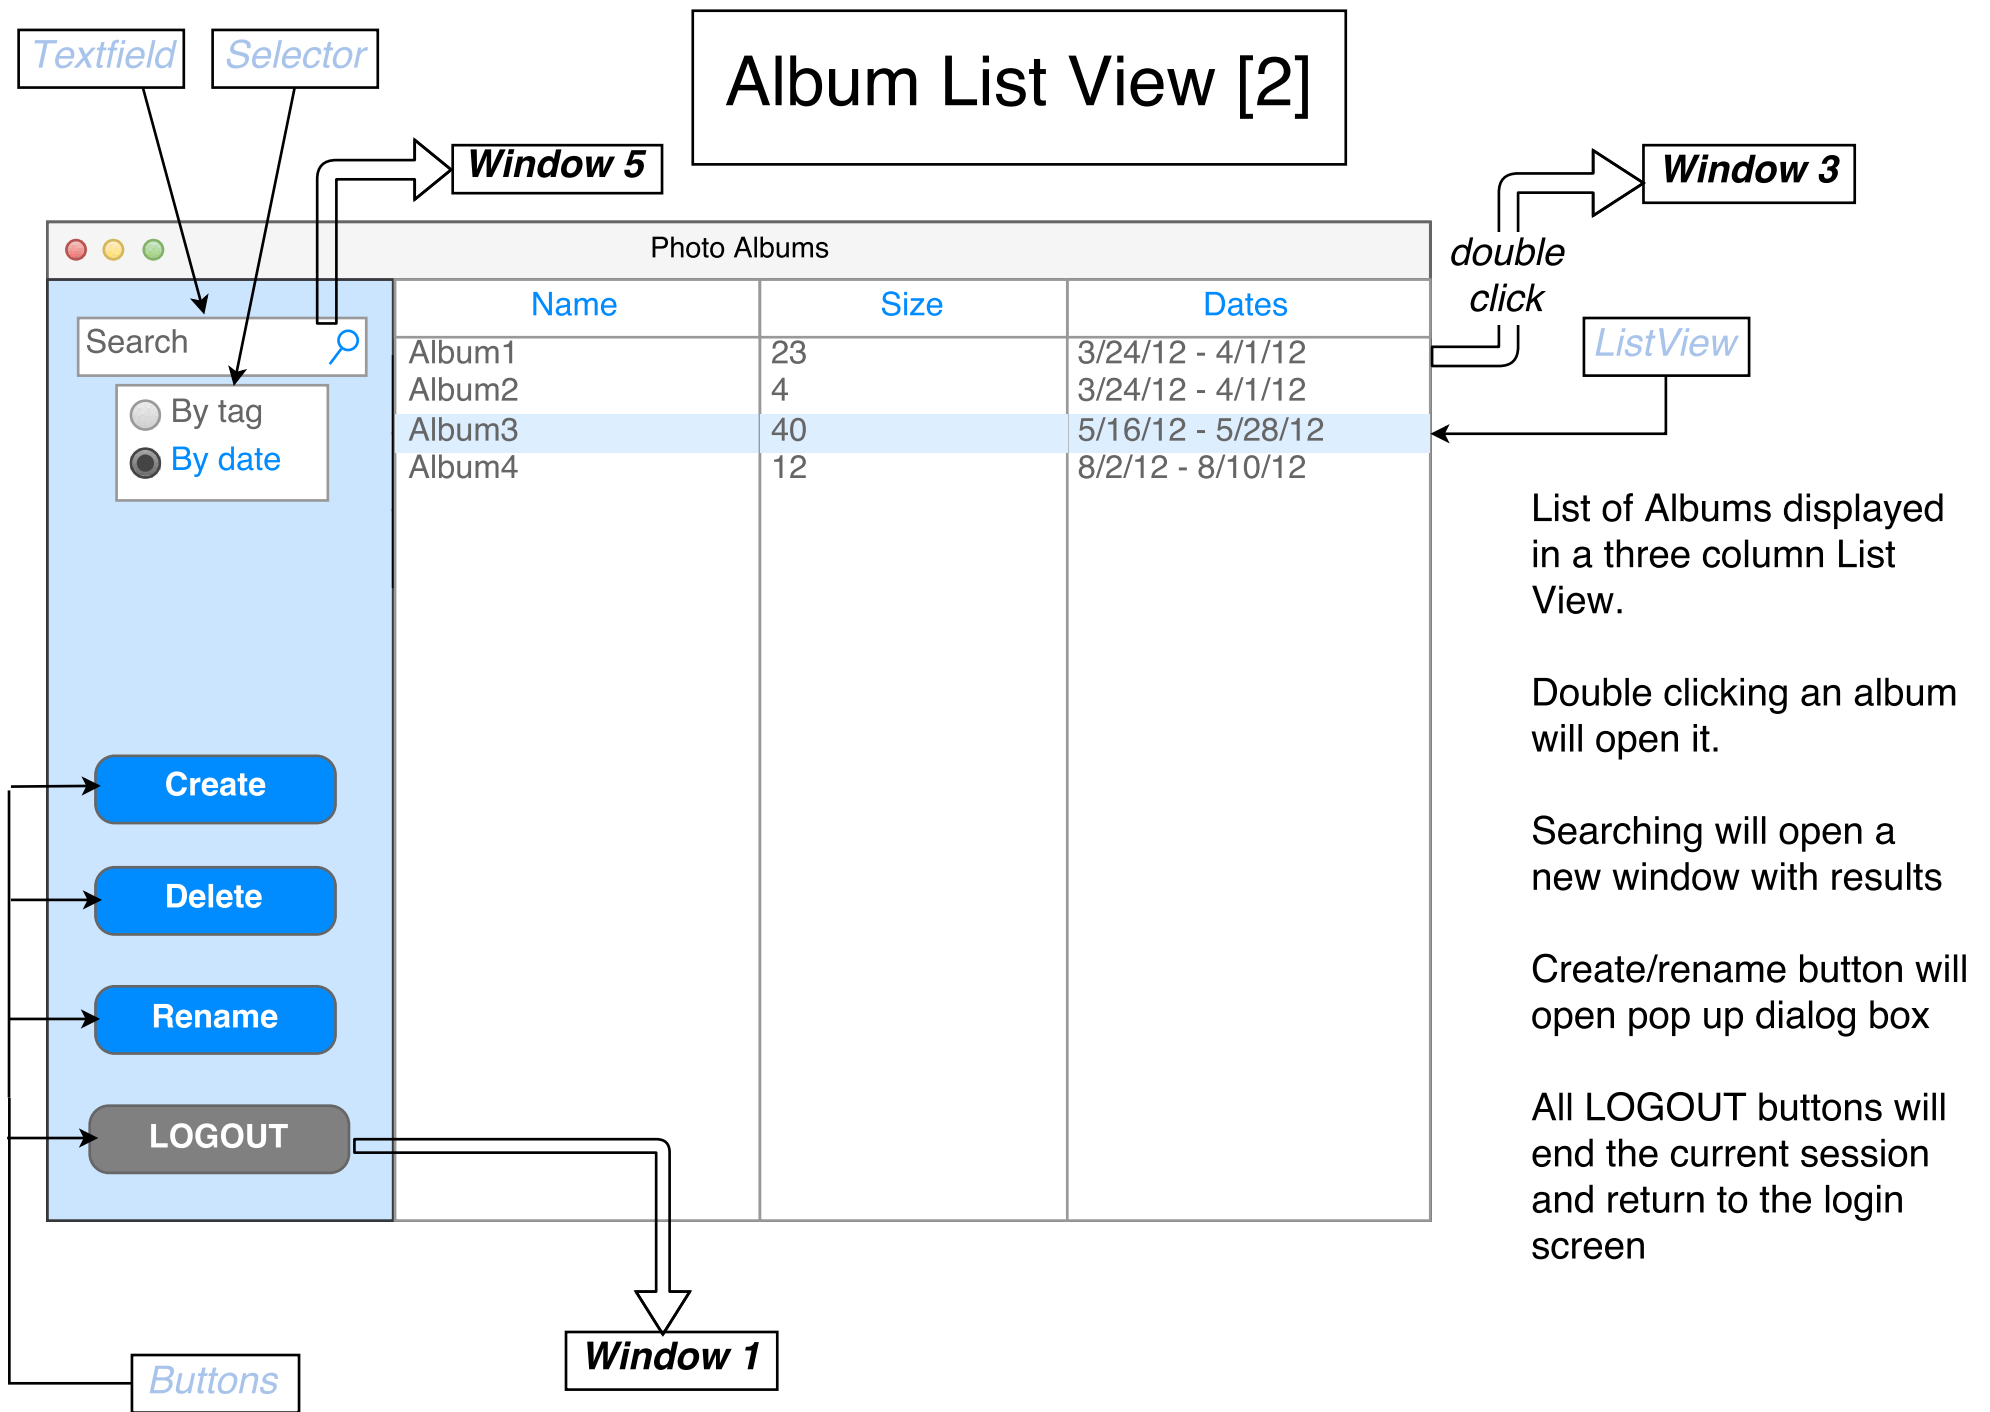 Textfield
Selector
Album List View [2]
Window 5
Window 3
Photo Albums
double
click
Name Size Dates
Search
ListView
Album1 23 3/24/12 - 4/1/12
Album2 4 3/24/12 - 4/1/12
Album3 40 5/16/12 - 5/28/12
Album4 12 8/2/12 - 8/10/12
By tag
By date
List of Albums displayed
in a three column List
View.
Double clicking an album
will open it.
Searching will open a
new window with results
Create/rename button will
open pop up dialog box
All LOGOUT buttons will
end the current session
and return to the login
screen
Create
Delete
Rename
LOGOUT
Window 1
Buttons